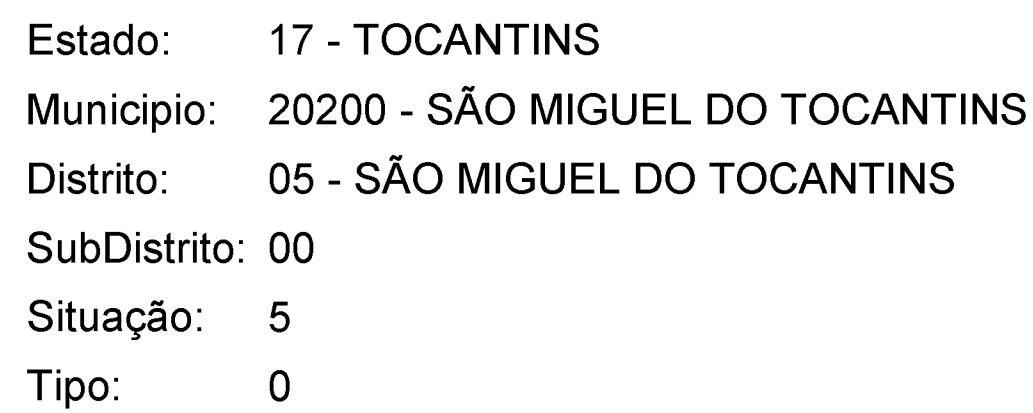 Estado: 17 - TOCANTINS
Municipio: 20200 - SÃO MIGUEL DO TOCANTINS
Distrito: 05 - SÃO MIGUEL DO TOCANTINS
SubDistrito: 00
Situação: 5
Tipo: 0